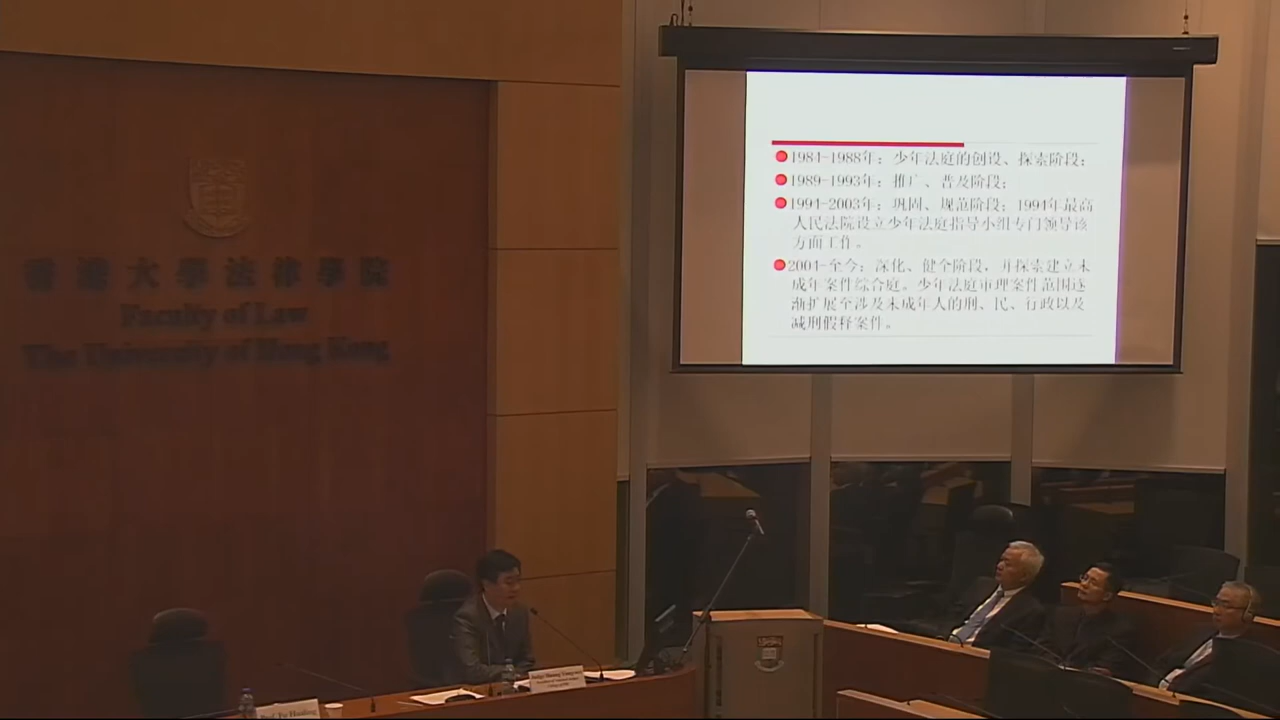 香港大學法律學院
Faculty of Law
The University of Hong Kong
1984-1988年：少年法庭的创设、探索阶段；
1989-1993年：推广、普及阶段；
1994-2003年：巩固、规范阶段；1994年最高
人民法院设立少年法庭指导小组专门领导该
方面工作。
2004-至今：深化、健全阶段，并探索建立未
成年案件综合庭。少年法庭审理案件范围逐
渐扩展至涉及未成年人的刑、民、行政以及
减刑假释案件。
Prof. Fu Hualing